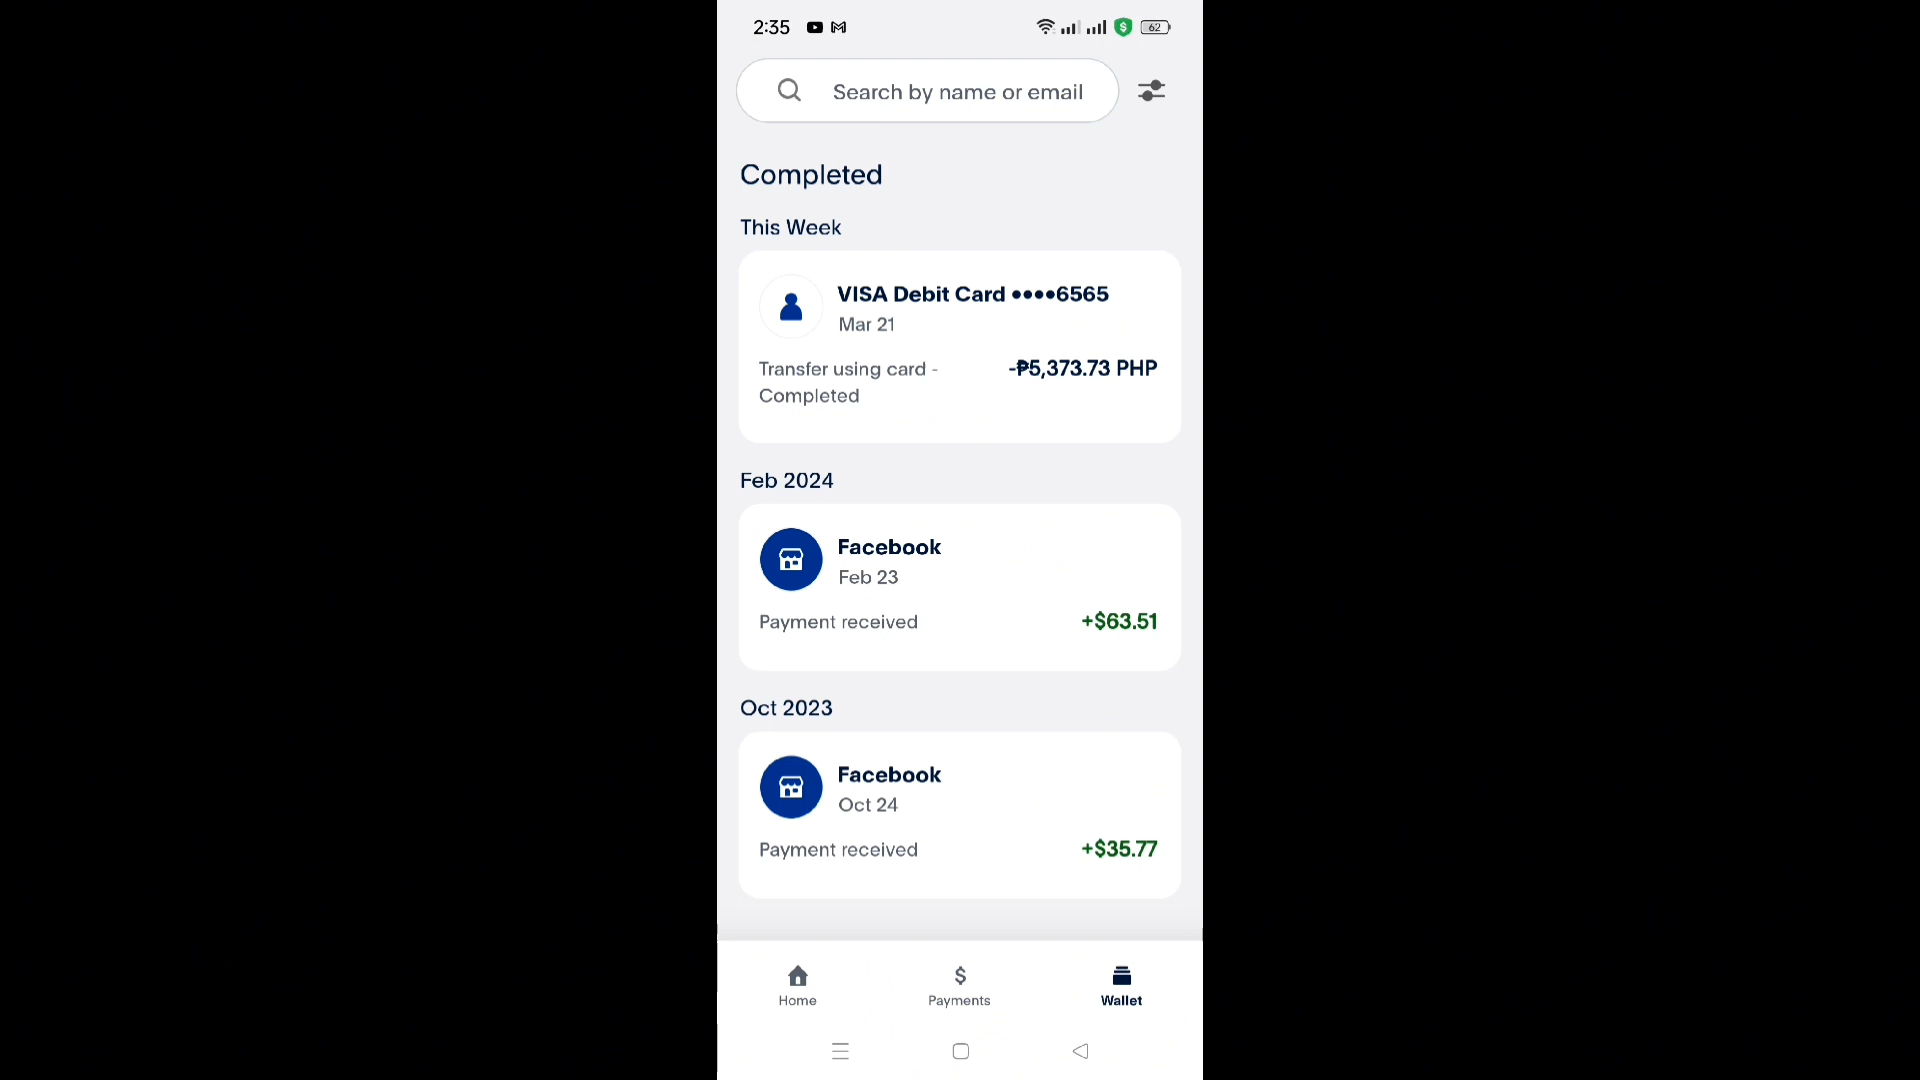 2:35
62
Search by name or email
Completed
This Week
VISA Debit Card ••••6565
Mar 21
Transfer using card -
Completed
-₱5,373.73 PHP
Feb 2024
Facebook
Feb 23
Payment received
+$63.51
Oct 2023
Facebook
Oct 24
Payment received
+$35.77
Home
Payments
Wallet